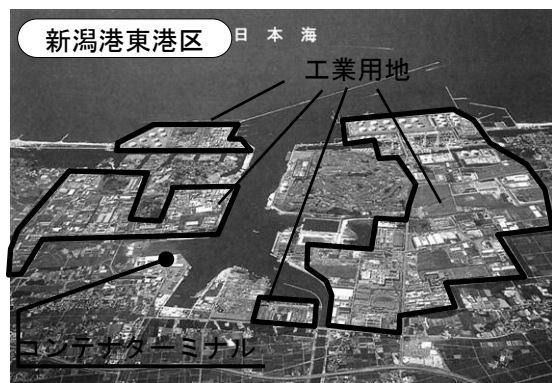 新潟港東港区
日本海
工業用地
コンテナターミナル